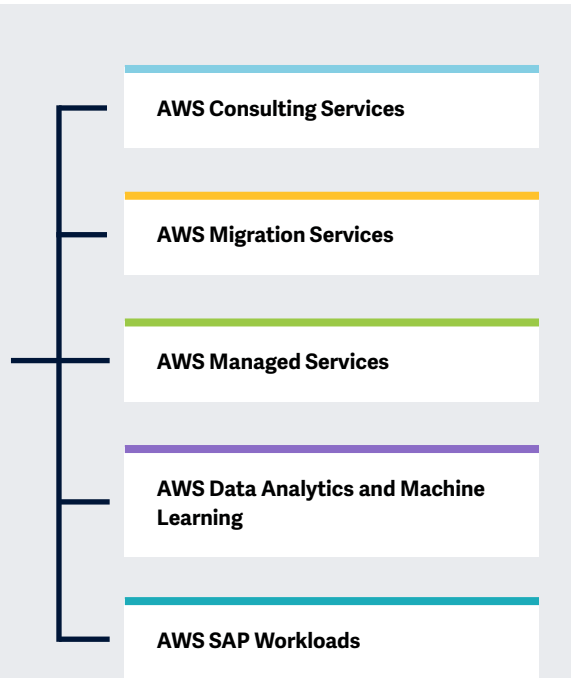 AWS Consulting Services
AWS Migration Services
AWS Managed Services
AWS Data Analytics and Machine
Learning
AWS SAP Workloads